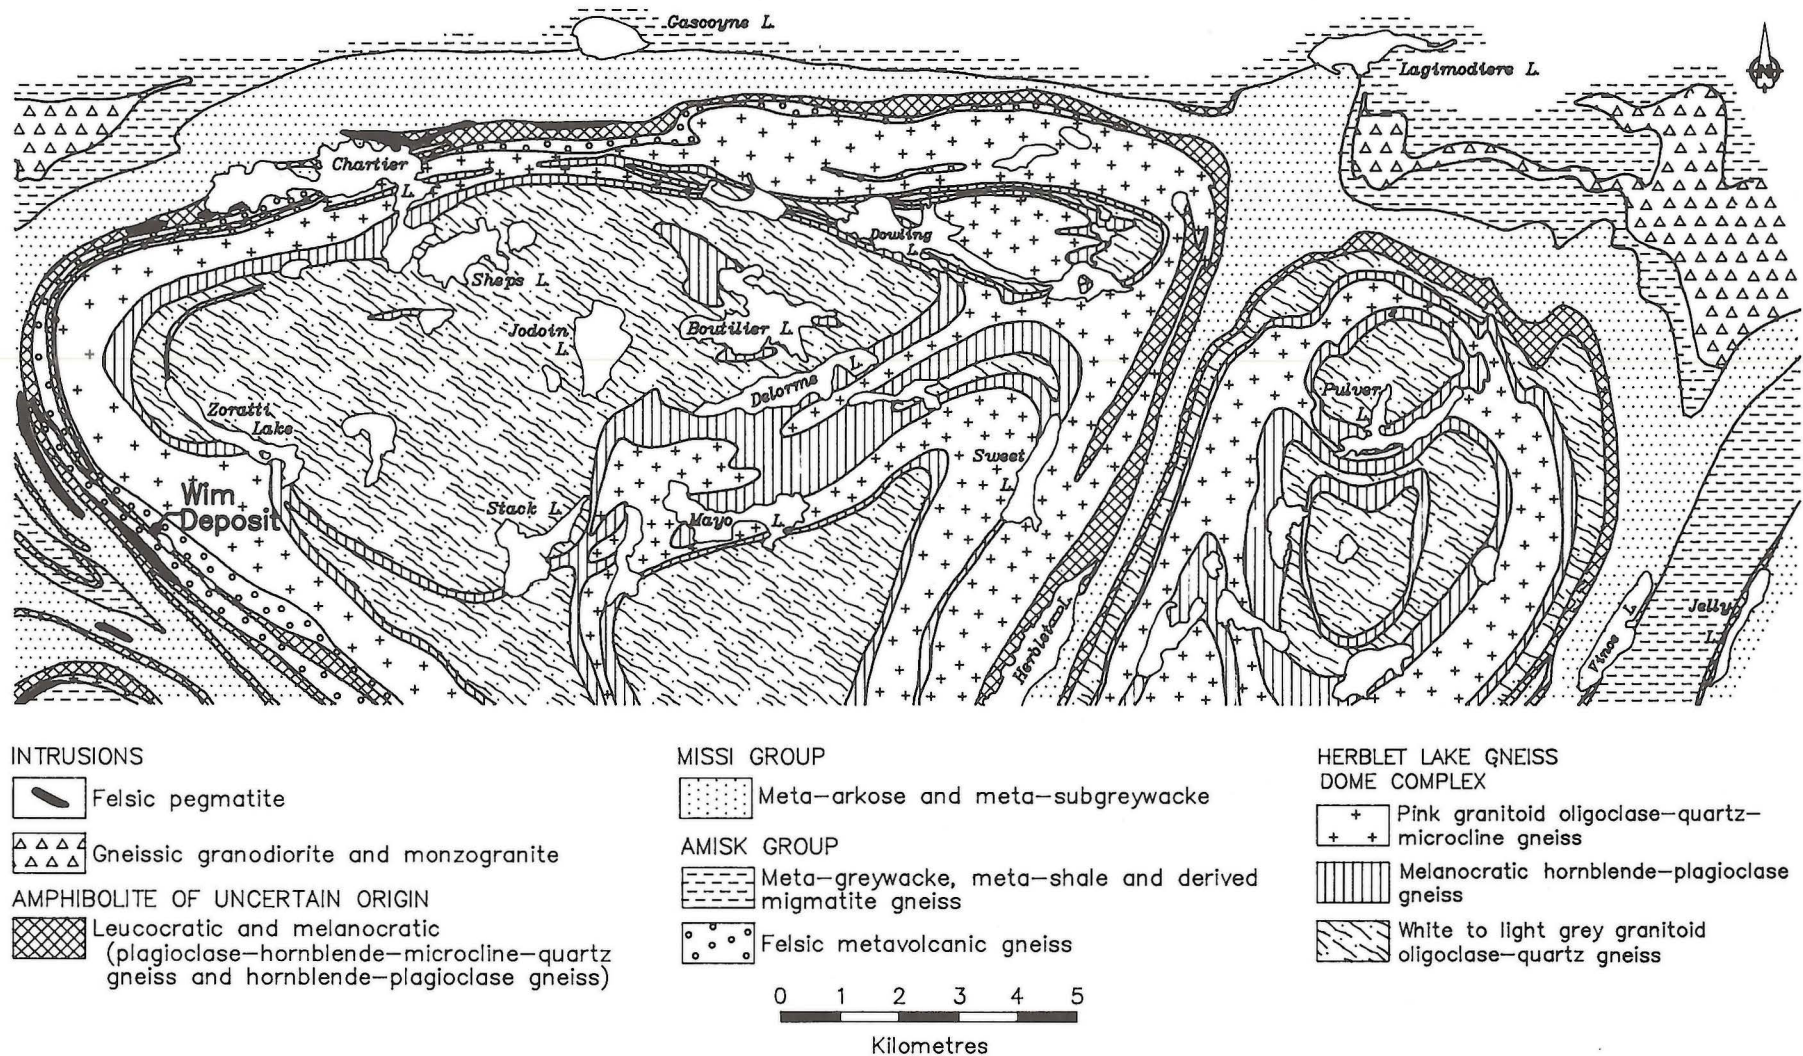 Gascoyne L.
Lagimodiere L.
N
Chartier
L.
Dowling
L.
Sheps L.
Jodoin
L.
Boutilier L.
Delorme L.
Pulver
L.
Zoratti
Lake
Sweet
L.
Wim
Deposit
Stack L.
Mayo L.
Herblet L.
Vinoe L.
Jelly
L.
INTRUSIONS
Felsic pegmatite
Gneissic granodiorite and monzogranite
AMPHIBOLITE OF UNCERTAIN ORIGIN
Leucocratic and melanocratic
(plagioclase-hornblende-microcline-quartz
gneiss and hornblende-plagioclase gneiss)
MISSI GROUP
Meta-arkose and meta-subgreywacke
AMISK GROUP
Meta-greywacke, meta-shale and derived
migmatite gneiss
Felsic metavolcanic gneiss
HERBLET LAKE GNEISS
DOME COMPLEX
Pink granitoid oligoclase-quartz-
microcline gneiss
Melanocratic hornblende-plagioclase
gneiss
White to light grey granitoid
oligoclase-quartz gneiss
0 1 2 3 4 5
Kilometres